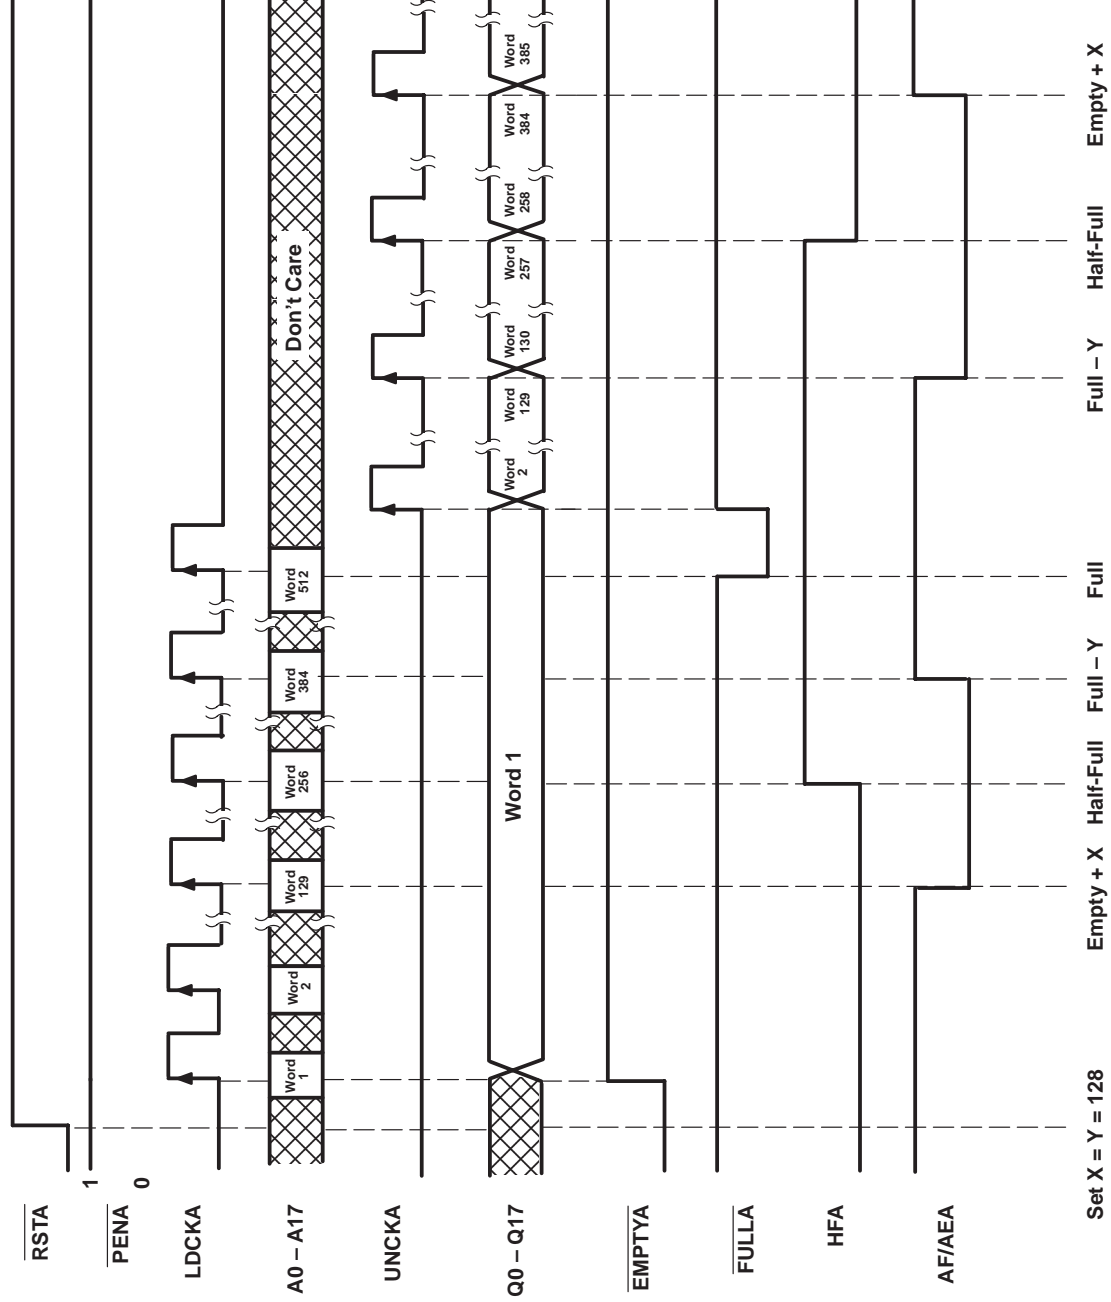 RSTA
1
PENA
0
LDCKA
A0 – A17
Word
1
Word
2
Word
129
Word
256
Word
384
Word
512
Don't Care
UNCKA
Q0 – Q17
Word 1
Word
2
Word
129
Word
130
Word
257
Word
258
Word
384
Word
385
EMPTYA
FULLA
HFA
AF/AEA
Set X = Y = 128
Empty + X
Half-Full
Full – Y
Full
Full – Y
Half-Full
Empty + X